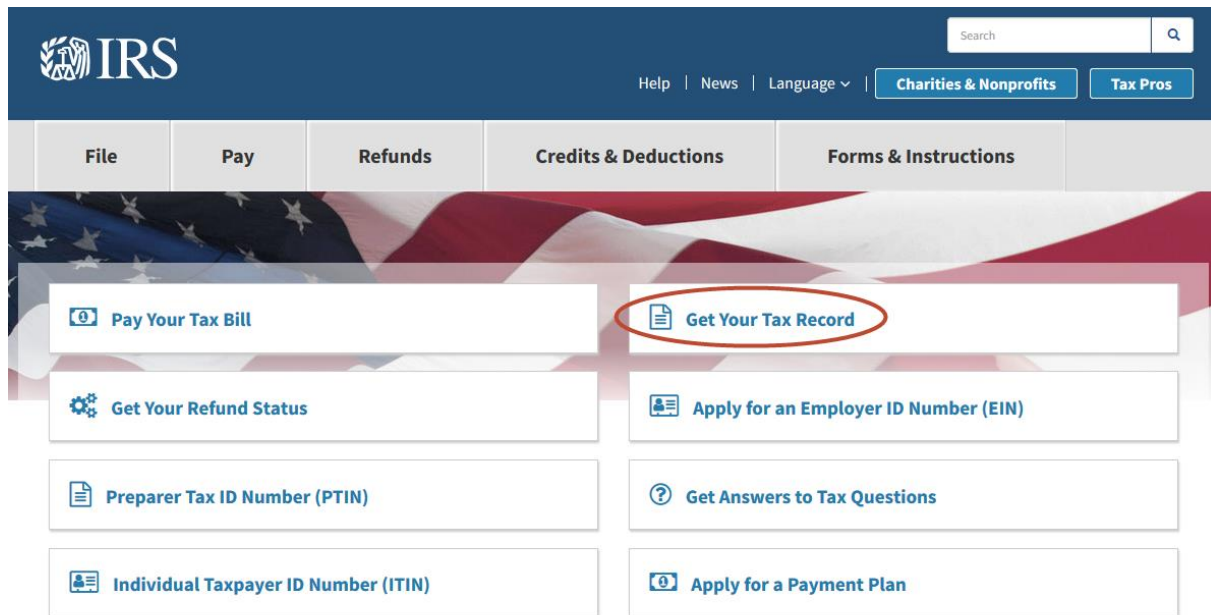 IRS
Search
Help | News | Language | Charities & Nonprofits Tax Pros
File Pay Refunds Credits & Deductions Forms & Instructions
Pay Your Tax Bill
Get Your Tax Record
Get Your Refund Status
Apply for an Employer ID Number (EIN)
Preparer Tax ID Number (PTIN)
Get Answers to Tax Questions
Individual Taxpayer ID Number (ITIN)
Apply for a Payment Plan